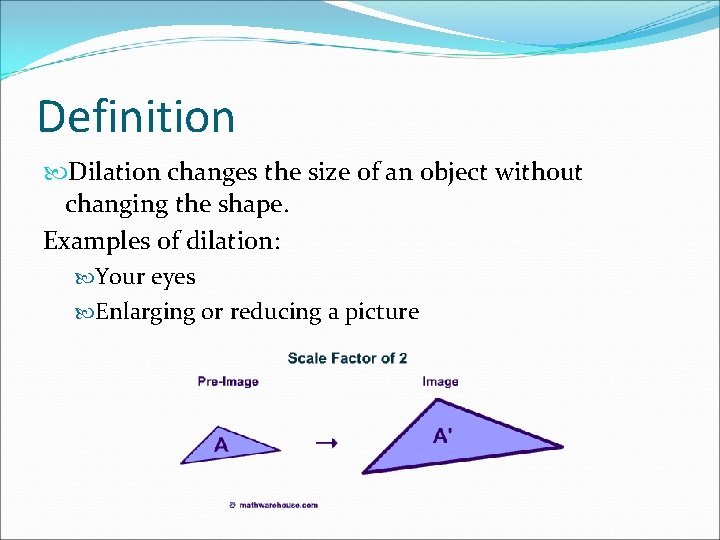 Definition
Dilation changes the size of an object without
changing the shape.
Examples of dilation:
Your eyes
Enlarging or reducing a picture
Scale Factor of 2
Pre-Image Image
A A'
© mathwarehouse.com